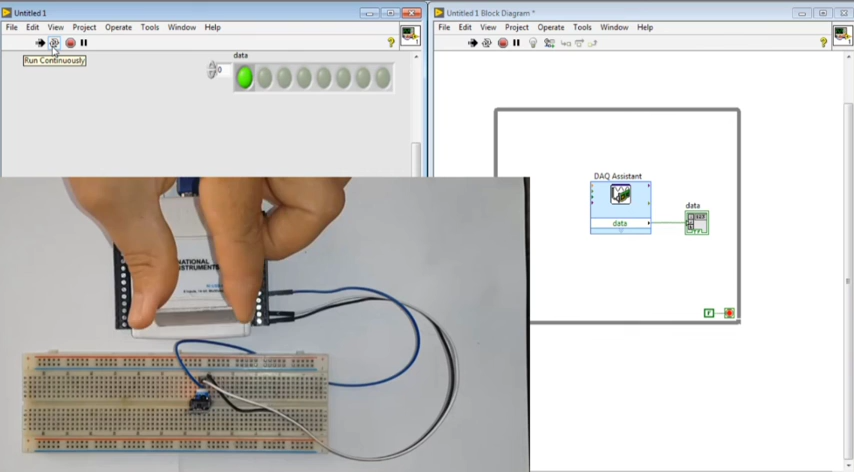 Untitled 1
File Edit View Project Operate Tools Window Help
Run Continuously
data
0
NATIONAL
INSTRUMENTS
Untitled 1 Block Diagram *
File Edit View Project Operate Tools Window Help
DAQ Assistant
data
data
F